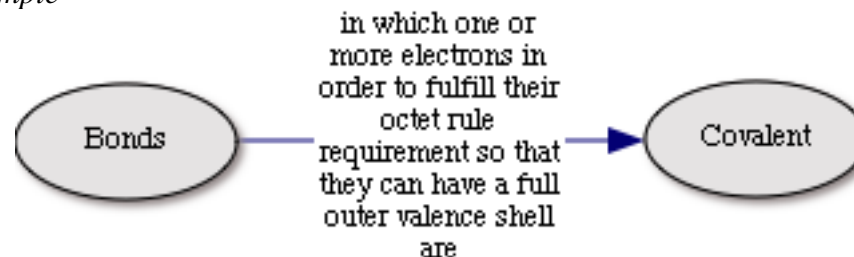 in which one or
more electrons in
order to fulfill their
octet rule
requirement so that
they can have a full
outer valence shell
are
Bonds
Covalent